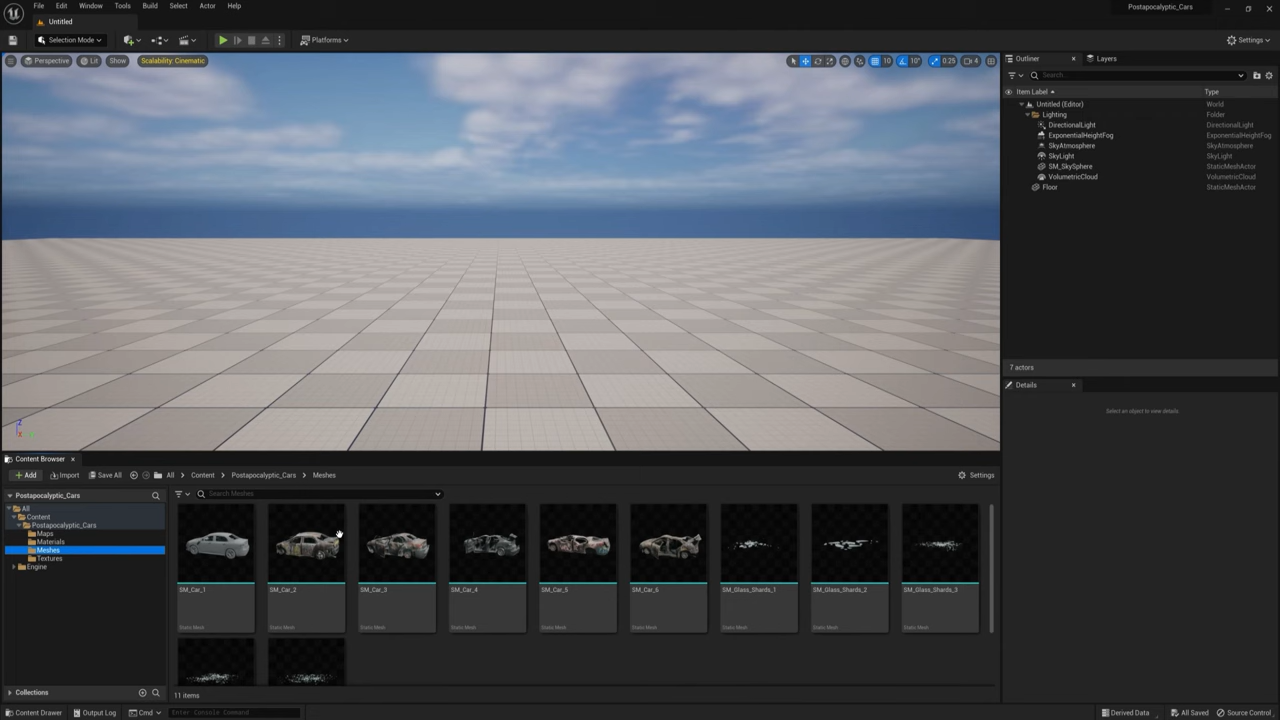 File Edit Window Tools Build Select Actor Help
Postapocalyptic_Cars
Untitled
Selection Mode
Platforms
Settings
Perspective Lit Show Scalability: Cinematic
10 10° 0.25 4
Outliner Layers
Search...
Item Label Type
Untitled (Editor) World
Lighting Folder
DirectionalLight DirectionalLight
ExponentialHeightFog ExponentialHeightFog
SkyAtmosphere SkyAtmosphere
SkyLight SkyLight
SM_SkySphere StaticMeshActor
VolumetricCloud VolumetricCloud
Floor StaticMeshActor
7 actors
Details
Select an object to view details.
Z
X
Content Browser
Add Import Save All All Content Postapocalyptic_Cars Meshes Settings
Postapocalyptic_Cars
Search Meshes
All
Content
Postapocalyptic_Cars
Maps
Materials
Meshes
Textures
Engine
SM_Car_1 SM_Car_2 SM_Car_3 SM_Car_4 SM_Car_5 SM_Car_6 SM_Glass_Shards_1 SM_Glass_Shards_2 SM_Glass_Shards_3
Static Mesh Static Mesh Static Mesh Static Mesh Static Mesh Static Mesh Static Mesh Static Mesh Static Mesh
Collections
11 items
Content Drawer Output Log Cmd Enter Console Command Derived Data All Saved Source Control